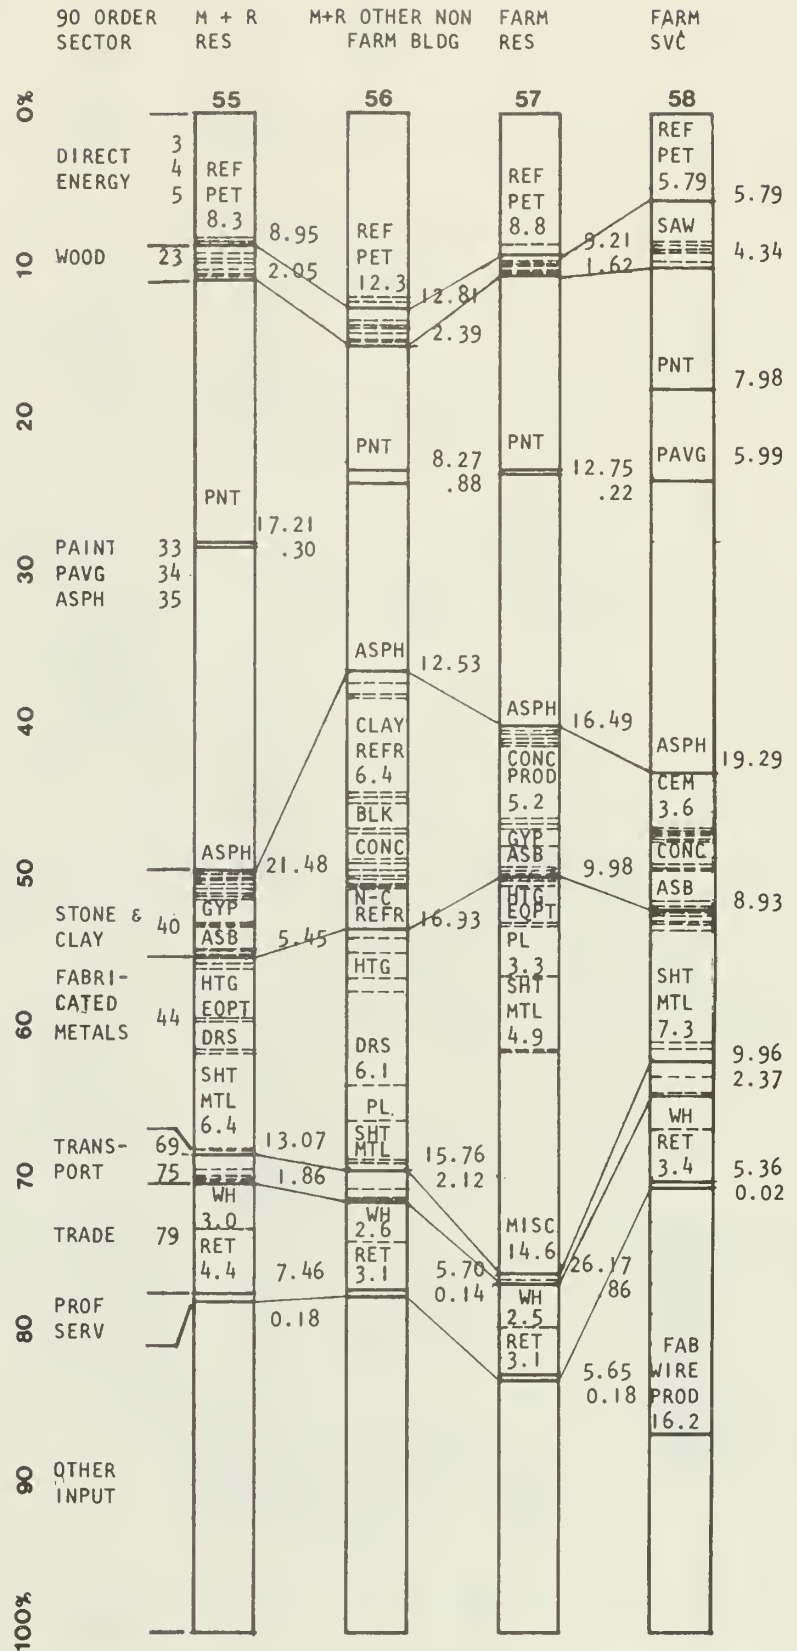 90 ORDER SECTOR
M + R RES
M+R OTHER NON FARM BLDG
FARM RES
FARM SVC
55
56
57
58
0%
10
20
30
40
50
60
70
80
90
100%
DIRECT ENERGY
3
4
5
WOOD 23
PAINT 33
PAVG 34
ASPH 35
STONE & CLAY 40
FABRI-
CATED
METALS 44
TRANS-
PORT
69
75
TRADE 79
PROF SERV
OTHER INPUT
REF
PET
8.3
8.95
2.05
PNT
17.21
.30
ASPH
21.48
GYP
ASB
5.45
HTG
EQPT
DRS
SHT
MTL
6.4
13.07
1.86
WH
3.0
RET
4.4
7.46
0.18
REF
PET
12.3
12.81
2.39
PNT
8.27
.88
ASPH
12.53
CLAY
REFR
6.4
BLK
CONC
N-C
REFR
16.93
HTG
DRS
6.1
PL
SHT
MTL
15.76
2.12
WH
2.6
RET
3.1
5.70
0.14
REF
PET
8.8
9.21
1.62
PNT
12.75
.22
ASPH
16.49
CONC
PROD
5.2
GYP
ASB
9.98
HTG
EQPT
PL
3.3
SHT
MTL
4.9
MISC
14.6
26.17
.86
WH
2.5
RET
3.1
5.65
0.18
REF
PET
5.79
5.79
SAW
4.34
PNT
7.98
PAVG
5.99
ASPH
19.29
CEM
3.6
CONC
ASB
8.93
SHT
MTL
7.3
9.96
2.37
WH
RET
3.4
5.36
0.02
FAB
WIRE
PROD
16.2